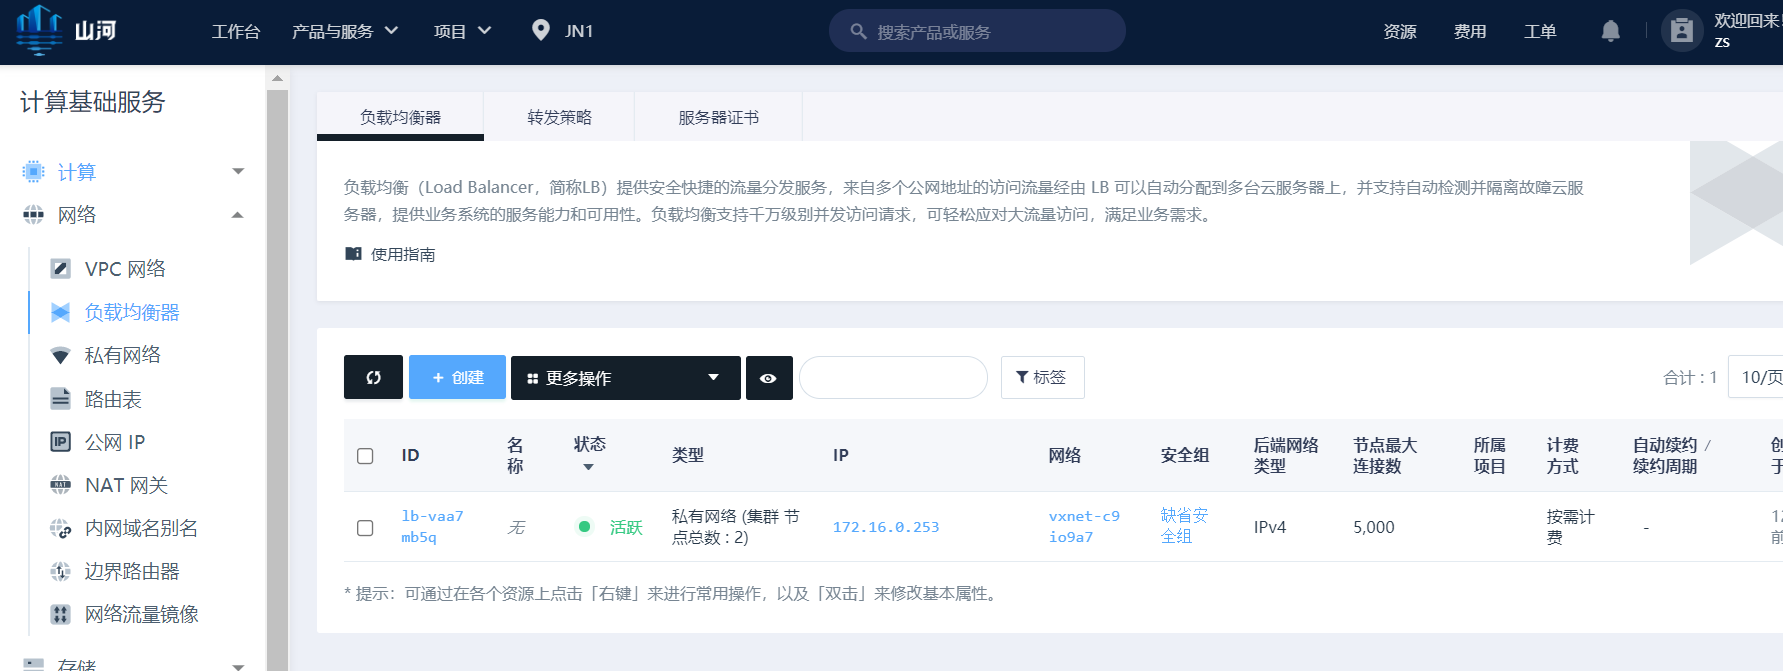 山河
工作台
产品与服务
项目
JN1
搜索产品或服务
资源
费用
工单
欢迎回来!
zs
计算基础服务
计算
网络
VPC 网络
负载均衡器
私有网络
路由表
公网 IP
NAT 网关
内网域名别名
边界路由器
网络流量镜像
存储
负载均衡器
转发策略
服务器证书
负载均衡（Load Balancer，简称LB）提供安全快捷的流量分发服务，来自多个公网地址的访问流量经由 LB 可以自动分配到多台云服务器上，并支持自动检测并隔离故障云服
务器，提供业务系统的服务能力和可用性。负载均衡支持千万级别并发访问请求，可轻松应对大流量访问，满足业务需求。
使用指南
+ 创建
更多操作
标签
合计 : 1
10/页
ID
名
称
状态
类型
IP
网络
安全组
后端网络
类型
节点最大
连接数
所属
项目
计费
方式
自动续约 /
续约周期
创
于
lb-vaa7
mb5q
无
活跃
私有网络 (集群 节
点总数 : 2)
172.16.0.253
vxnet-c9
io9a7
缺省安
全组
IPv4
5,000
按需计
费
-
12
前
* 提示：可通过在各个资源上点击「右键」来进行常用操作，以及「双击」来修改基本属性。